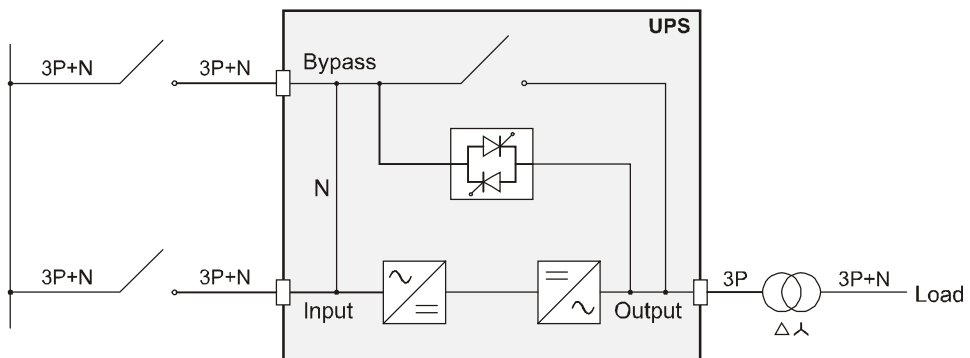 UPS
3P+N
3P+N
Bypass
N
3P+N
3P+N
Input
Output
3P
3P+N
Load